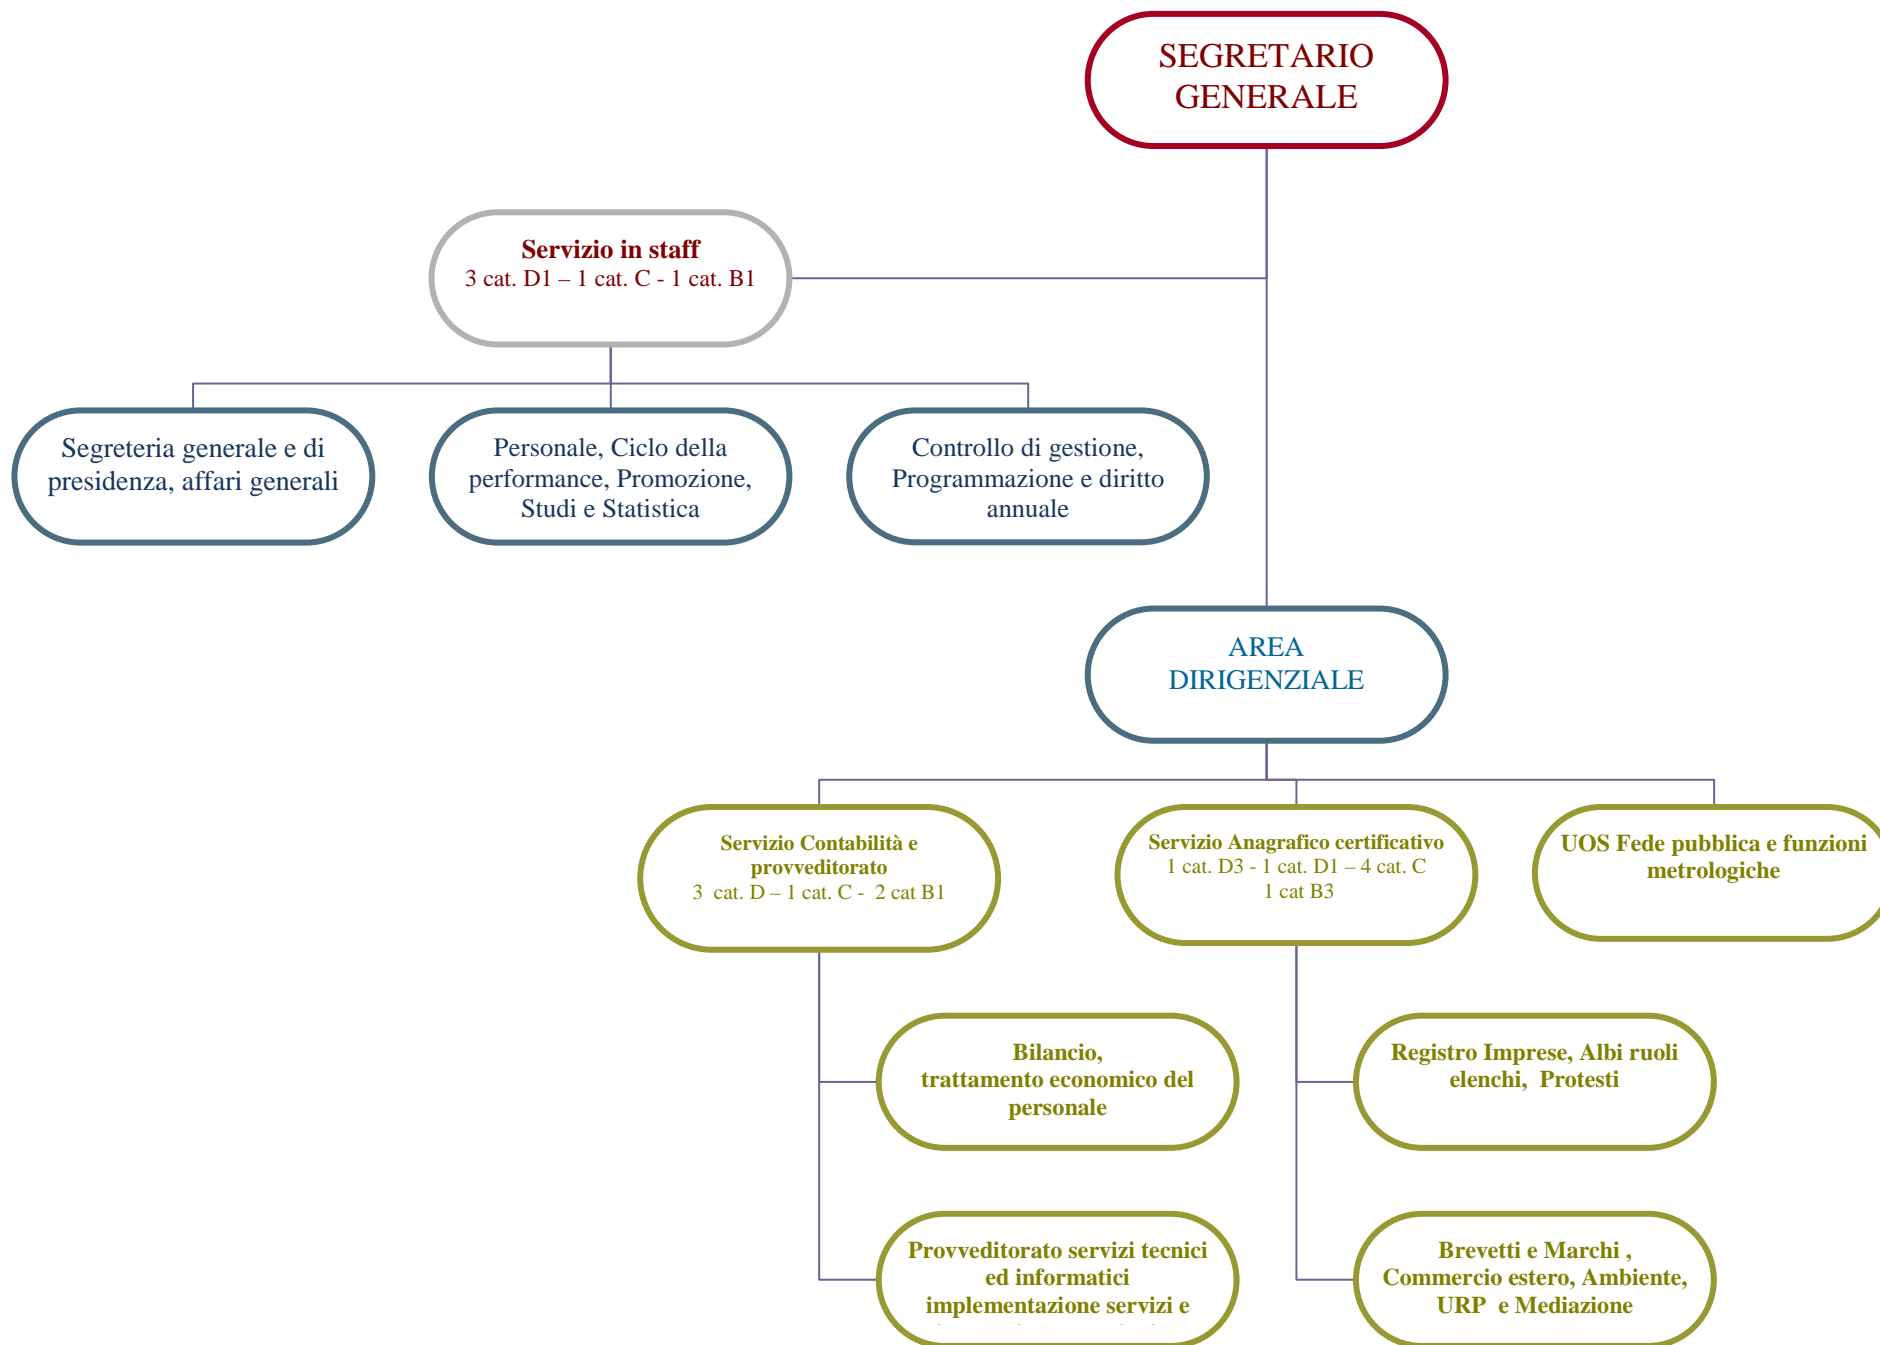 SEGRETARIO
GENERALE
Servizio in staff
3 cat. D1 – 1 cat. C - 1 cat. B1
Segreteria generale e di
presidenza, affari generali
Personale, Ciclo della
performance, Promozione,
Studi e Statistica
Controllo di gestione,
Programmazione e diritto
annuale
AREA
DIRIGENZIALE
Servizio Contabilità e
provveditorato
3  cat. D – 1 cat. C -  2 cat B1
Servizio Anagrafico certificativo
1 cat. D3 - 1 cat. D1 – 4 cat. C
1 cat B3
UOS Fede pubblica e funzioni
metrologiche
Bilancio,
trattamento economico del
personale
Registro Imprese, Albi ruoli
elenchi,  Protesti
Provveditorato servizi tecnici
ed informatici
implementazione servizi e
Brevetti e Marchi ,
Commercio estero, Ambiente,
URP  e Mediazione